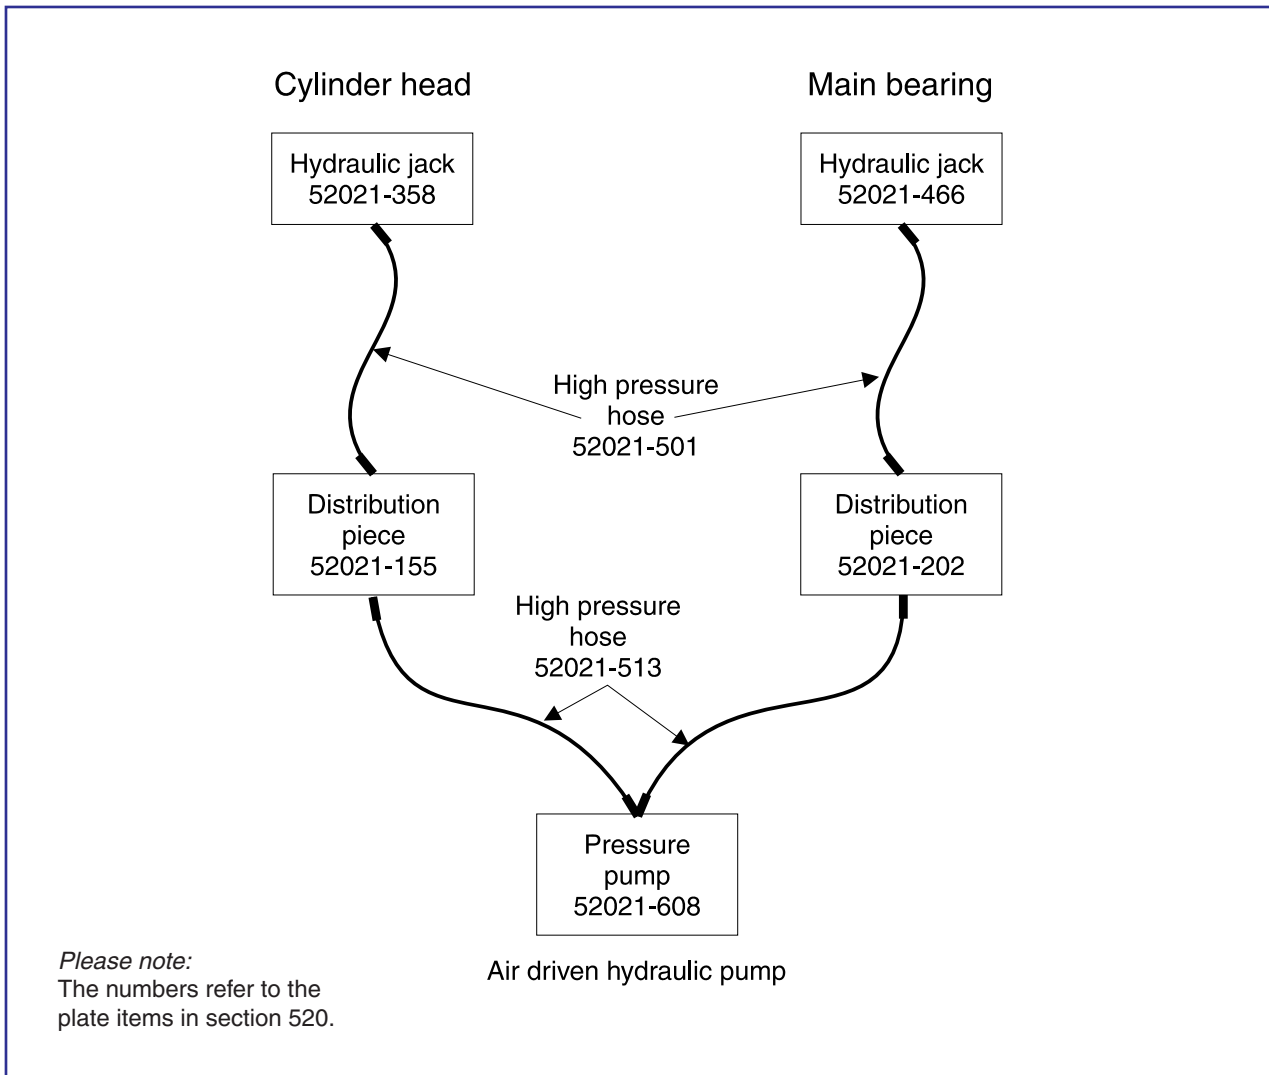 Cylinder head
Main bearing
Hydraulic jack
52021-358
Hydraulic jack
52021-466
High pressure
hose
52021-501
Distribution
piece
52021-155
Distribution
piece
52021-202
High pressure
hose
52021-513
Pressure
pump
52021-608
Air driven hydraulic pump
Please note:
The numbers refer to the
plate items in section 520.